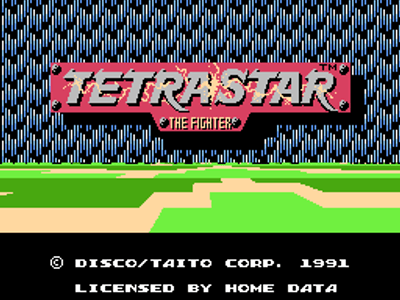 TETRASTAR™
THE FIGHTER
© DISCO/TAITO CORP. 1991
LICENSED BY HOME DATA